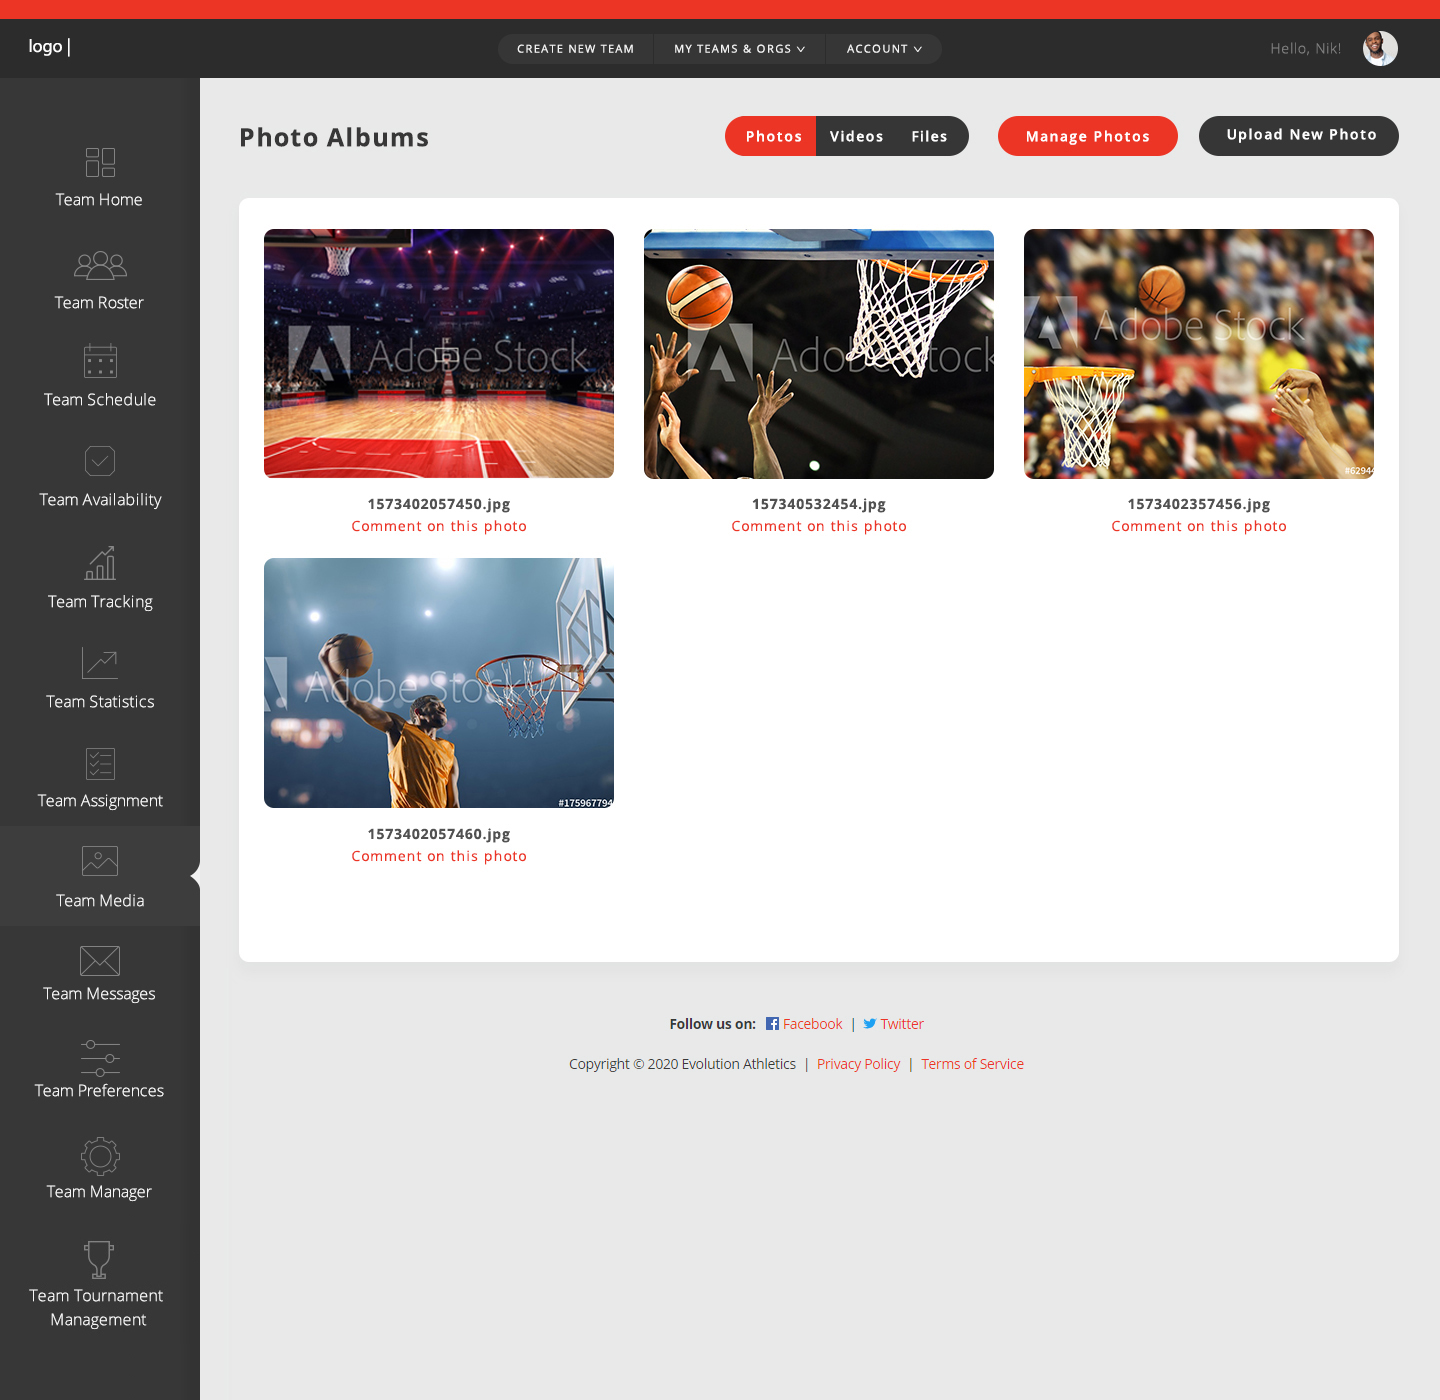 logo |
CREATE NEW TEAM
MY TEAMS & ORGS
ACCOUNT
Hello, Nik!
Team Home
Team Roster
Team Schedule
Team Availability
Team Tracking
Team Statistics
Team Assignment
Team Media
Team Messages
Team Preferences
Team Manager
Team Tournament
Management
Photo Albums
Photos
Videos
Files
Manage Photos
Upload New Photo
Adobe Stock
1573402057450.jpg
Comment on this photo
Adobe Stock
157340532454.jpg
Comment on this photo
Adobe Stock
#62944
1573402357456.jpg
Comment on this photo
Adobe Stock
#175967794
1573402057460.jpg
Comment on this photo
Follow us on: Facebook | Twitter
Copyright © 2020 Evolution Athletics | Privacy Policy | Terms of Service